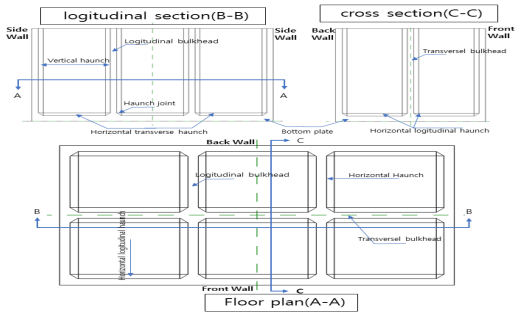 logitudinal section(B-B)
cross section(C-C)
Side
Wall
Logitudinal bulkhead
Vertical haunch
Side
Wall
Back
Wall
Front
Wall
Transversel bulkhead
A
A
Haunch joint
Horizontal transverse haunch
Bottom plate
Horizontal logitudinal haunch
Back Wall
C
Logitudinal bulkhead
Horizontal Haunch
B
B
Horizontal logitudinal haunch
Transversel bulkhead
Front Wall
C
Floor plan(A-A)